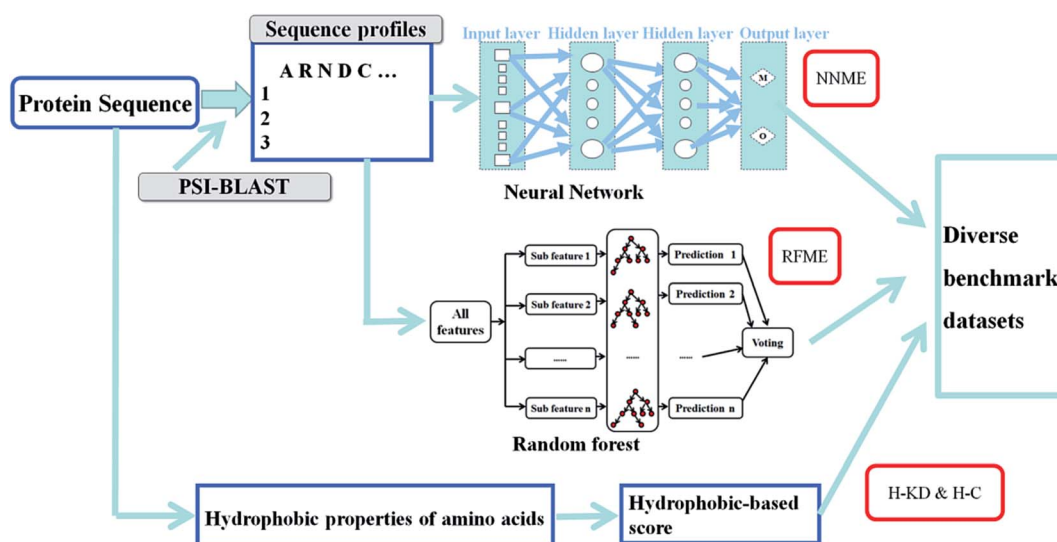 Sequence profiles
A R N D C ...
1
2
3
Protein Sequence
PSI-BLAST
Input layer
Hidden layer
Hidden layer
Output layer
M
O
Neural Network
NNME
All
features
Sub feature 1
Sub feature 2
......
Sub feature n
......
Prediction 1
Prediction 2
......
Prediction n
Voting
Random forest
RFME
Diverse
benchmark
datasets
Hydrophobic properties of amino acids
Hydrophobic-based
score
H-KD & H-C